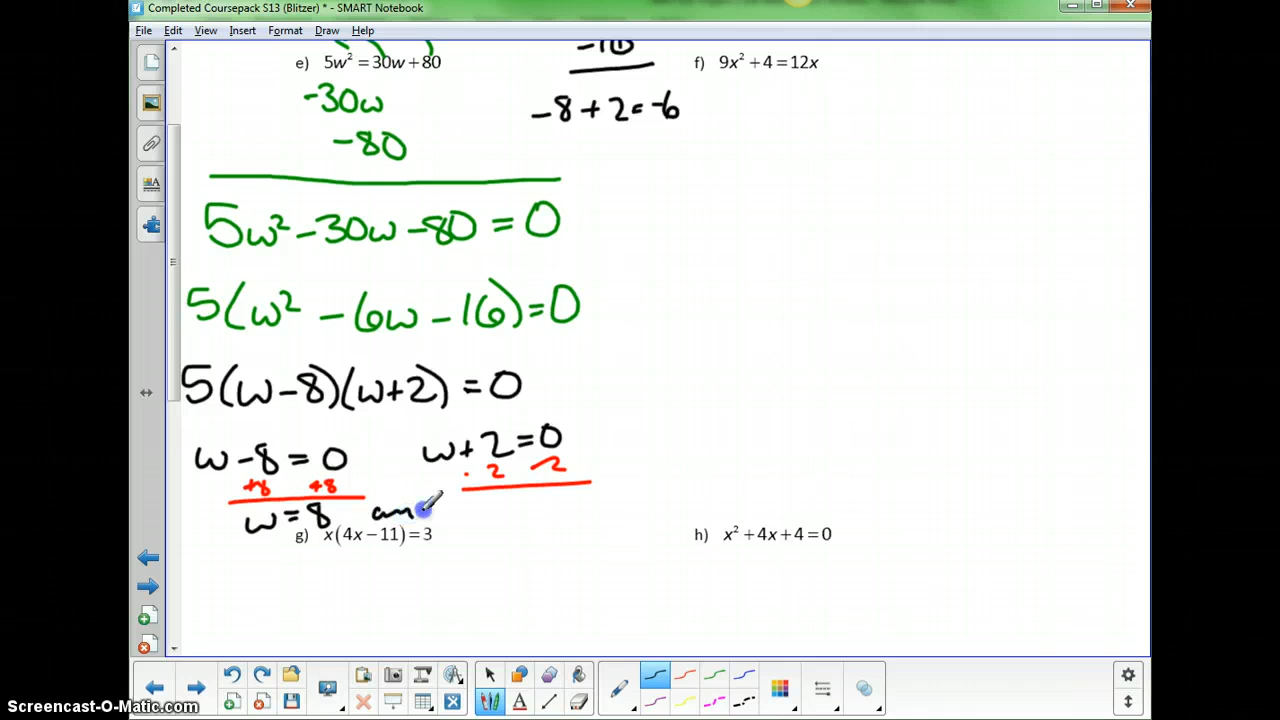 Completed Coursepack S13 (Blitzer) * - SMART Notebook
File Edit View Insert Format Draw Help
e) 5w² = 30w + 80
-30w
-80
5w² - 30w - 80 = 0
5(w² - 6w - 16) = 0
5(w - 8)(w + 2) = 0
w - 8 = 0
+8 +8
w = 8
w + 2 = 0
- 2 - 2
-8 + 2 = -6
f) 9x² + 4 = 12x
g) x(4x - 11) = 3
h) x² + 4x + 4 = 0
Screencast-O-Matic.com